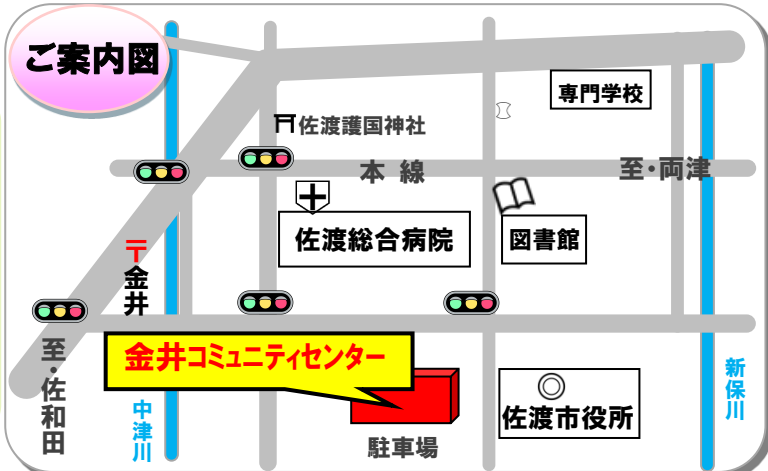 ご案内図
専門学校
佐渡護国神社
本線
至・両津
佐渡総合病院
図書館
〒金井
金井コミュニティセンター
至・佐和田
中津川
新保川
佐渡市役所
駐車場